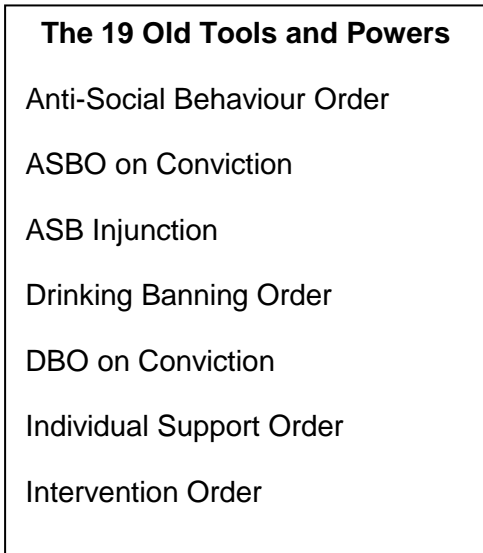 The 19 Old Tools and Powers
Anti-Social Behaviour Order
ASBO on Conviction
ASB Injunction
Drinking Banning Order
DBO on Conviction
Individual Support Order
Intervention Order